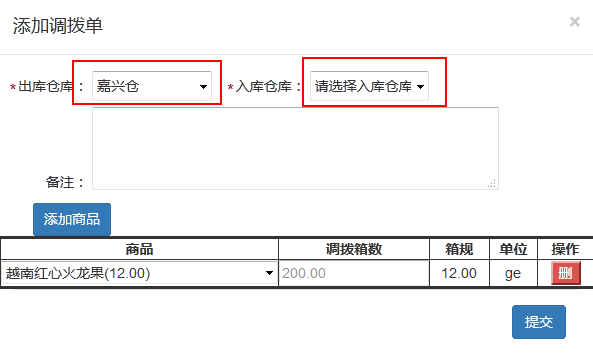 添加调拨单 ×
*出库仓库： 嘉兴仓 *入库仓库： 请选择入库仓库
备注：
添加商品
商品 调拨箱数 箱规 单位 操作
越南红心火龙果(12.00) 200.00 12.00 ge 删
提交